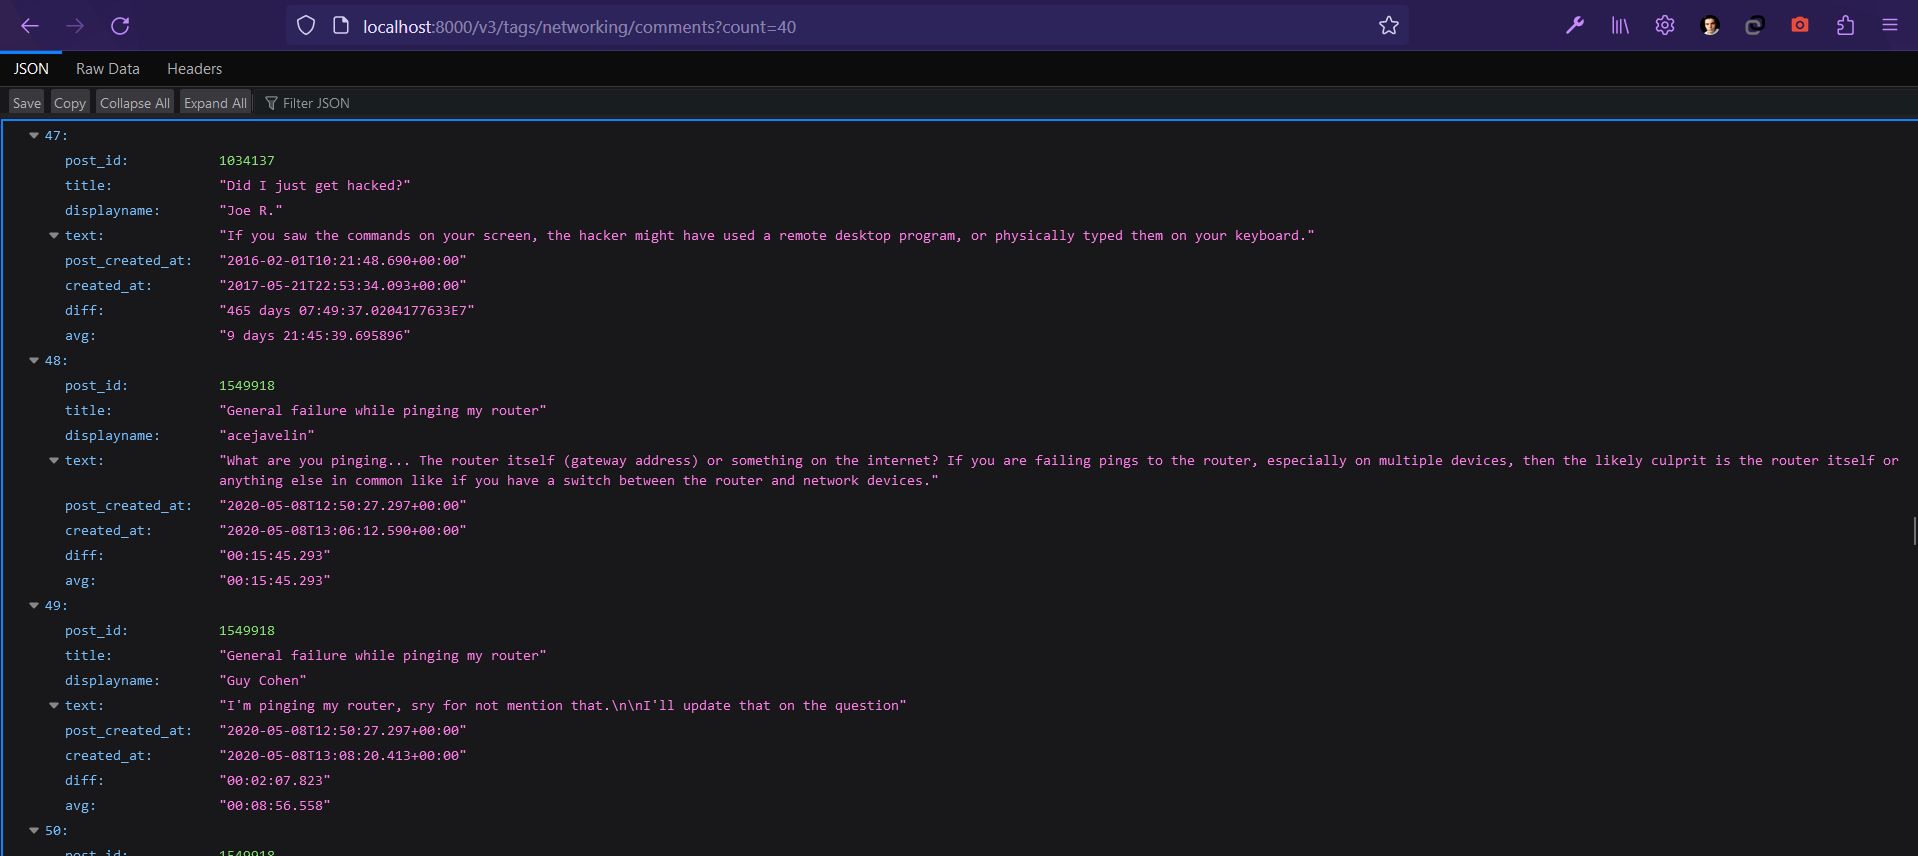 localhost:8000/v3/tags/networking/comments?count=40
JSON Raw Data Headers
Save Copy Collapse All Expand All Filter JSON
47:
post_id: 1034137
title: "Did I just get hacked?"
displayname: "Joe R."
text: "If you saw the commands on your screen, the hacker might have used a remote desktop program, or physically typed them on your keyboard."
post_created_at: "2016-02-01T10:21:48.690+00:00"
created_at: "2017-05-21T22:53:34.093+00:00"
diff: "465 days 07:49:37.0204177633E7"
avg: "9 days 21:45:39.695896"
48:
post_id: 1549918
title: "General failure while pinging my router"
displayname: "acejavelin"
text: "What are you pinging... The router itself (gateway address) or something on the internet? If you are failing pings to the router, especially on multiple devices, then the likely culprit is the router itself or
anything else in common like if you have a switch between the router and network devices."
post_created_at: "2020-05-08T12:50:27.297+00:00"
created_at: "2020-05-08T13:06:12.590+00:00"
diff: "00:15:45.293"
avg: "00:15:45.293"
49:
post_id: 1549918
title: "General failure while pinging my router"
displayname: "Guy Cohen"
text: "I'm pinging my router, sry for not mention that.\n\nI'll update that on the question"
post_created_at: "2020-05-08T12:50:27.297+00:00"
created_at: "2020-05-08T13:08:20.413+00:00"
diff: "00:02:07.823"
avg: "00:08:56.558"
50:
post_id: 1549918